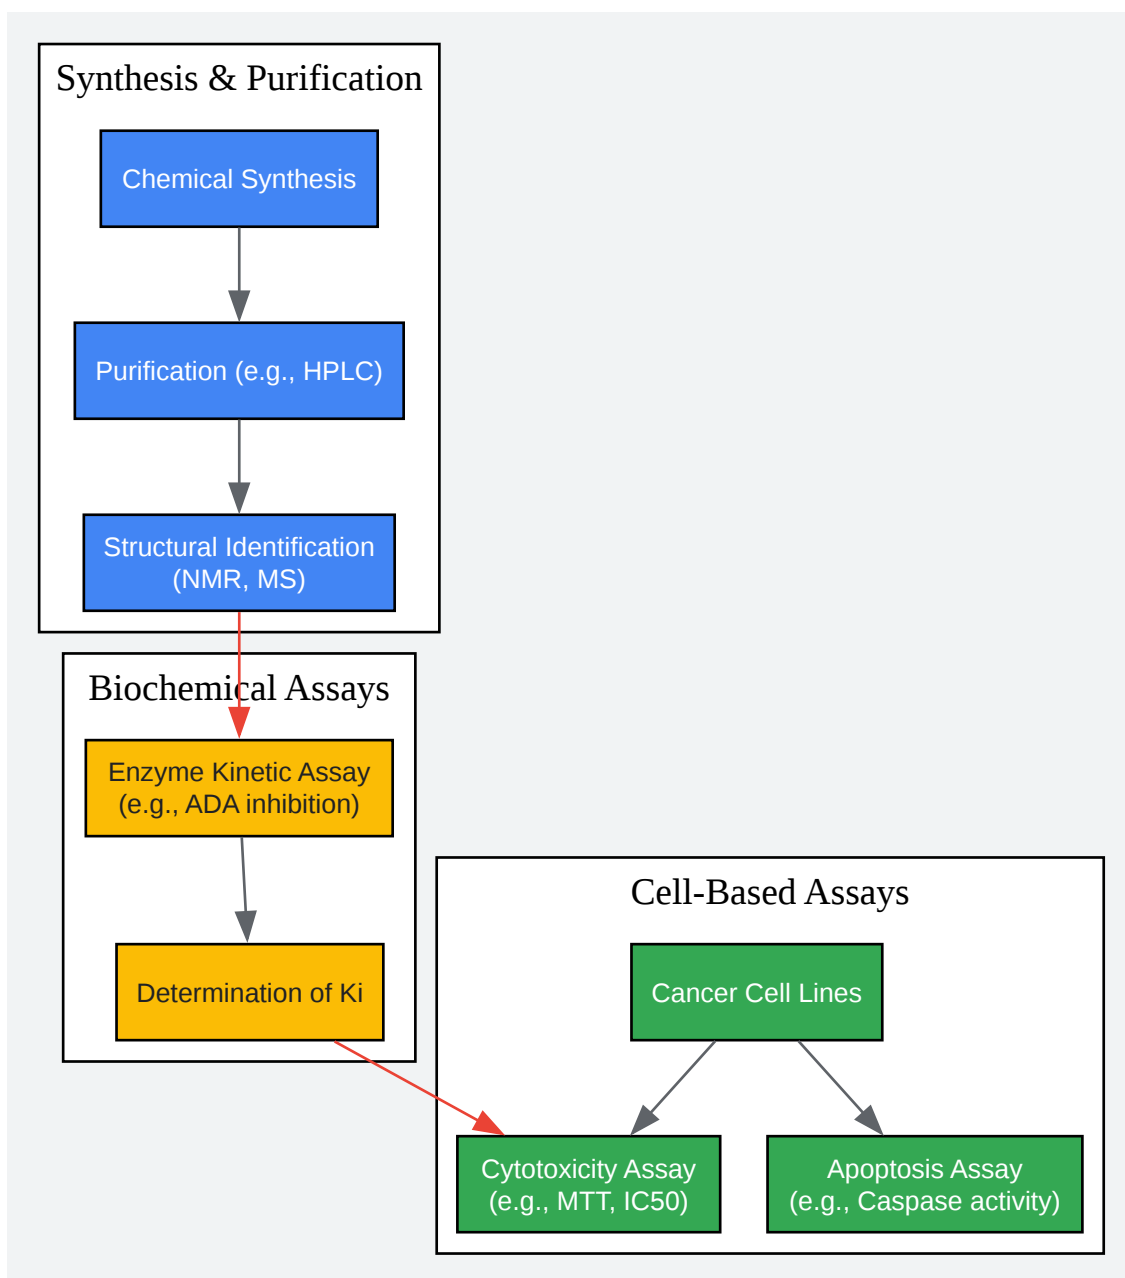 Synthesis & Purification
Chemical Synthesis
Purification (e.g., HPLC)
Structural Identification
(NMR, MS)
Biochemical Assays
Enzyme Kinetic Assay
(e.g., ADA inhibition)
Determination of Ki
Cell-Based Assays
Cancer Cell Lines
Cytotoxicity Assay
(e.g., MTT, IC50)
Apoptosis Assay
(e.g., Caspase activity)